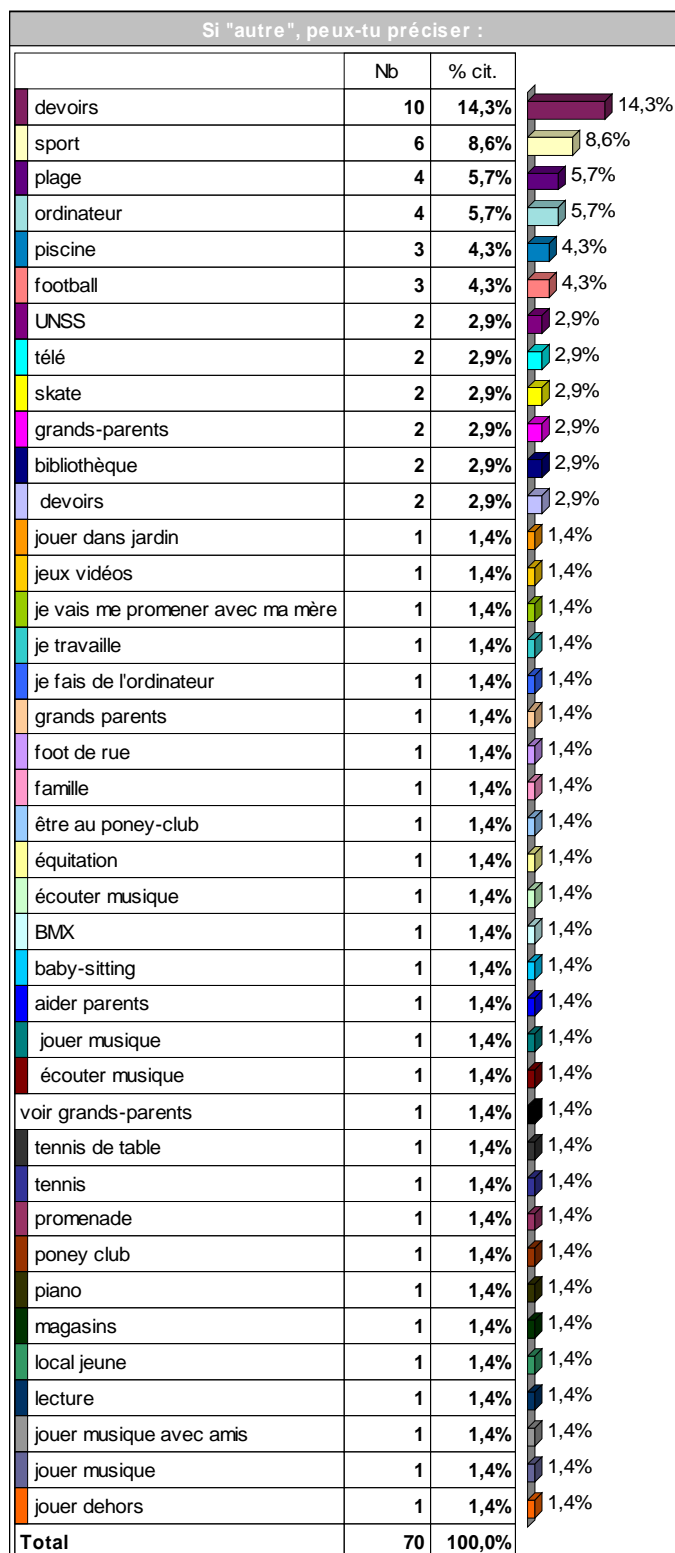 Si "autre", peux-tu préciser :
Nb % cit.
devoirs 10 14,3% 14,3%
sport 6 8,6% 8,6%
plage 4 5,7% 5,7%
ordinateur 4 5,7% 5,7%
piscine 3 4,3% 4,3%
football 3 4,3% 4,3%
UNSS 2 2,9% 2,9%
télé 2 2,9% 2,9%
skate 2 2,9% 2,9%
grands-parents 2 2,9% 2,9%
bibliothèque 2 2,9% 2,9%
devoirs 2 2,9% 2,9%
jouer dans jardin 1 1,4% 1,4%
jeux vidéos 1 1,4% 1,4%
je vais me promener avec ma mère 1 1,4% 1,4%
je travaille 1 1,4% 1,4%
je fais de l'ordinateur 1 1,4% 1,4%
grands parents 1 1,4% 1,4%
foot de rue 1 1,4% 1,4%
famille 1 1,4% 1,4%
être au poney-club 1 1,4% 1,4%
équitation 1 1,4% 1,4%
écouter musique 1 1,4% 1,4%
BMX 1 1,4% 1,4%
baby-sitting 1 1,4% 1,4%
aider parents 1 1,4% 1,4%
jouer musique 1 1,4% 1,4%
écouter musique 1 1,4% 1,4%
voir grands-parents 1 1,4% 1,4%
tennis de table 1 1,4% 1,4%
tennis 1 1,4% 1,4%
promenade 1 1,4% 1,4%
poney club 1 1,4% 1,4%
piano 1 1,4% 1,4%
magasins 1 1,4% 1,4%
local jeune 1 1,4% 1,4%
lecture 1 1,4% 1,4%
jouer musique avec amis 1 1,4% 1,4%
jouer musique 1 1,4% 1,4%
jouer dehors 1 1,4% 1,4%
Total 70 100,0%